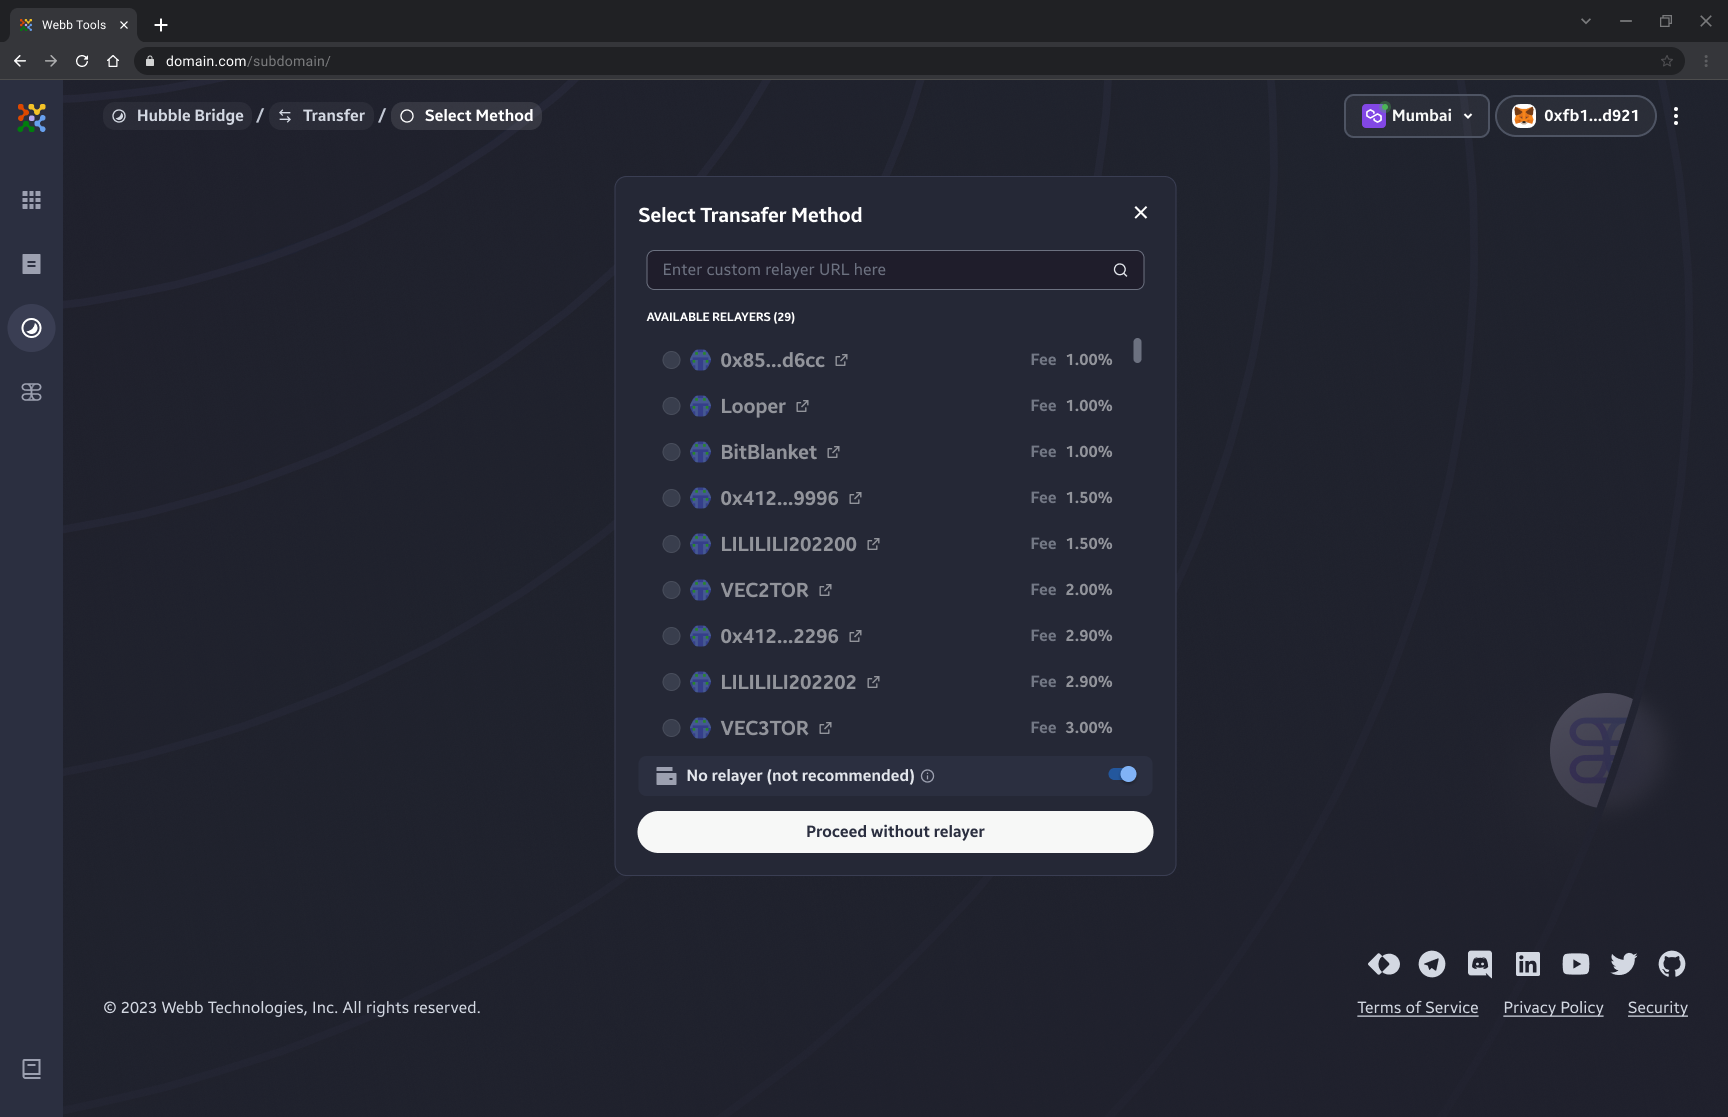 Webb Tools
domain.com/subdomain/
Hubble Bridge / Transfer / Select Method
Mumbai
0xfb1...d921
Select Transafer Method
Enter custom relayer URL here
AVAILABLE RELAYERS (29)
0x85...d6cc Fee 1.00%
Looper Fee 1.00%
BitBlanket Fee 1.00%
0x412...9996 Fee 1.50%
LILILILI202200 Fee 1.50%
VEC2TOR Fee 2.00%
0x412...2296 Fee 2.90%
LILILILI202202 Fee 2.90%
VEC3TOR Fee 3.00%
No relayer (not recommended)
Proceed without relayer
© 2023 Webb Technologies, Inc. All rights reserved.
Terms of Service Privacy Policy Security